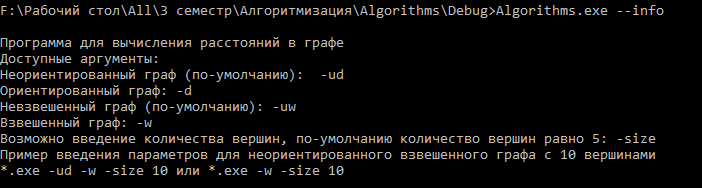 F:\Рабочий стол\All\3 семестр\Алгоритмизация\Algorithms\Debug>Algorithms.exe --info
Программа для вычисления расстояний в графе
Доступные аргументы:
Неориентированный граф (по-умолчанию):  -ud
Ориентированный граф: -d
Невзвешенный граф (по-умолчанию): -uw
Взвешенный граф: -w
Возможно введение количества вершин, по-умолчанию количество вершин равно 5: -size
Пример введения параметров для неориентированного взвешенного графа с 10 вершинами
*.exe -ud -w -size 10 или *.exe -w -size 10